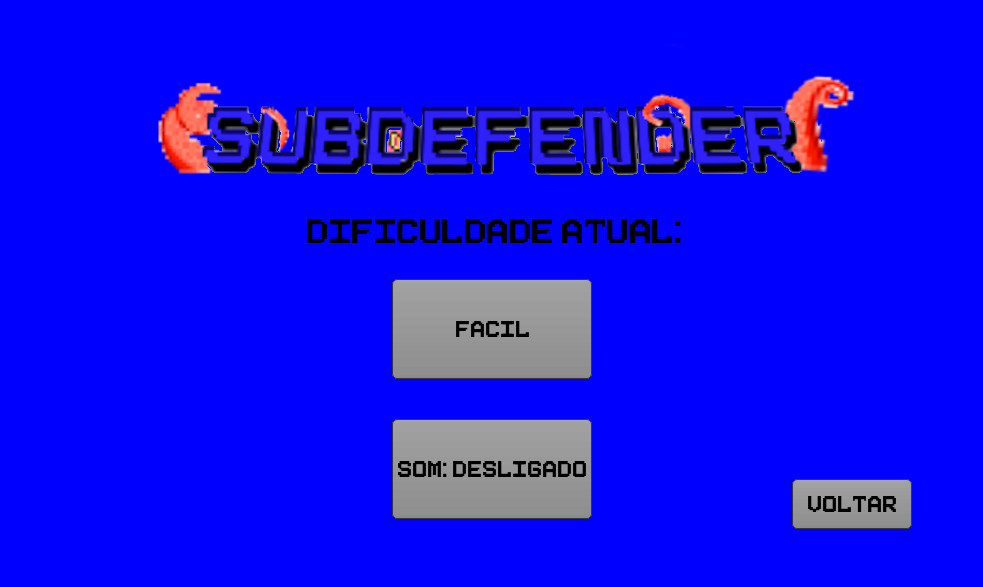 SUBDEFENDER
DIFICULDADE ATUAL:
FACIL
SOM: DESLIGADO
VOLTAR